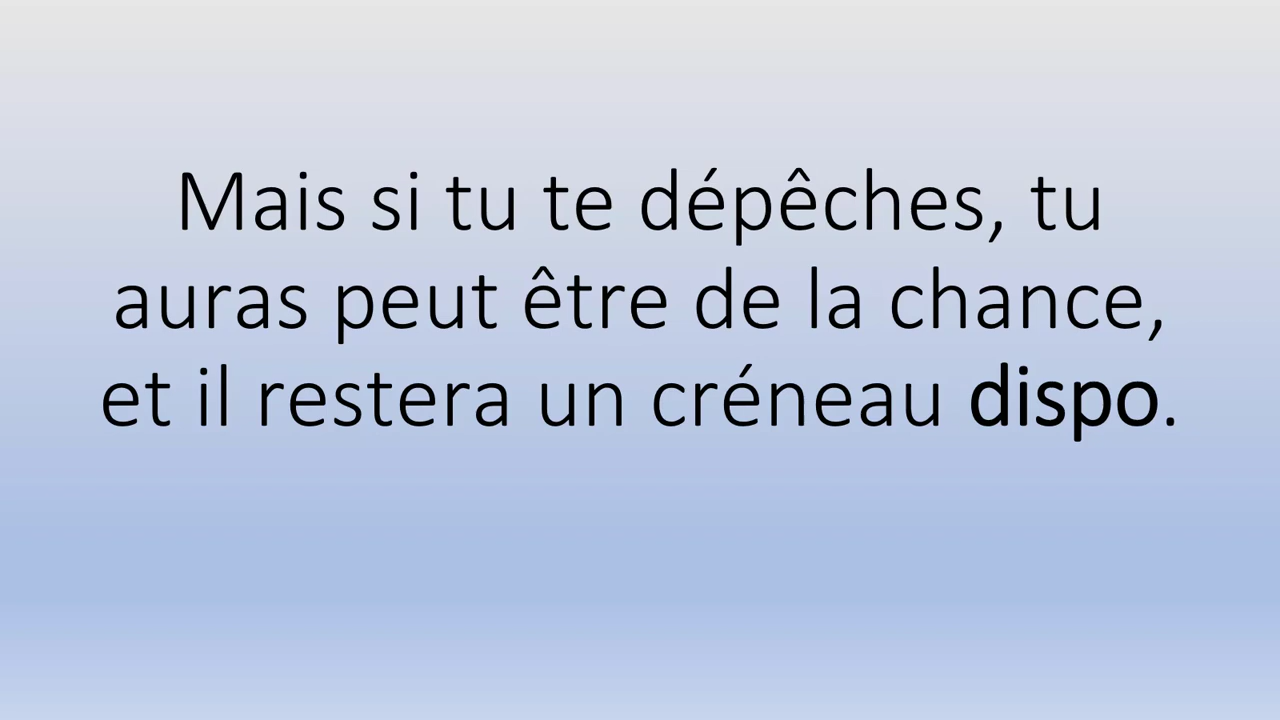 Mais si tu te dépêches, tu
auras peut être de la chance,
et il restera un créneau dispo.